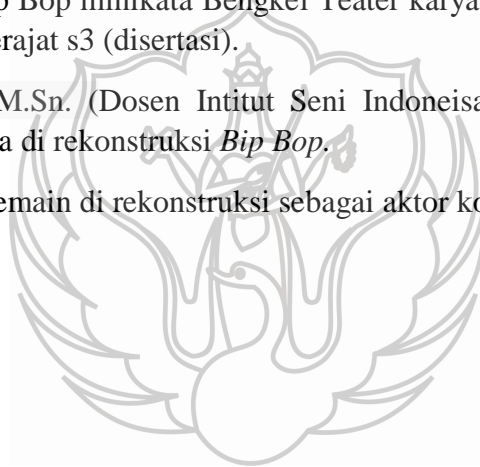 p Bop minikata Bengkel Teater karya
erajat s3 (disertasi).
M.Sn. (Dosen Intitut Seni Indoneisa
a di rekonstruksi Bip Bop.
emain di rekonstruksi sebagai aktor ko